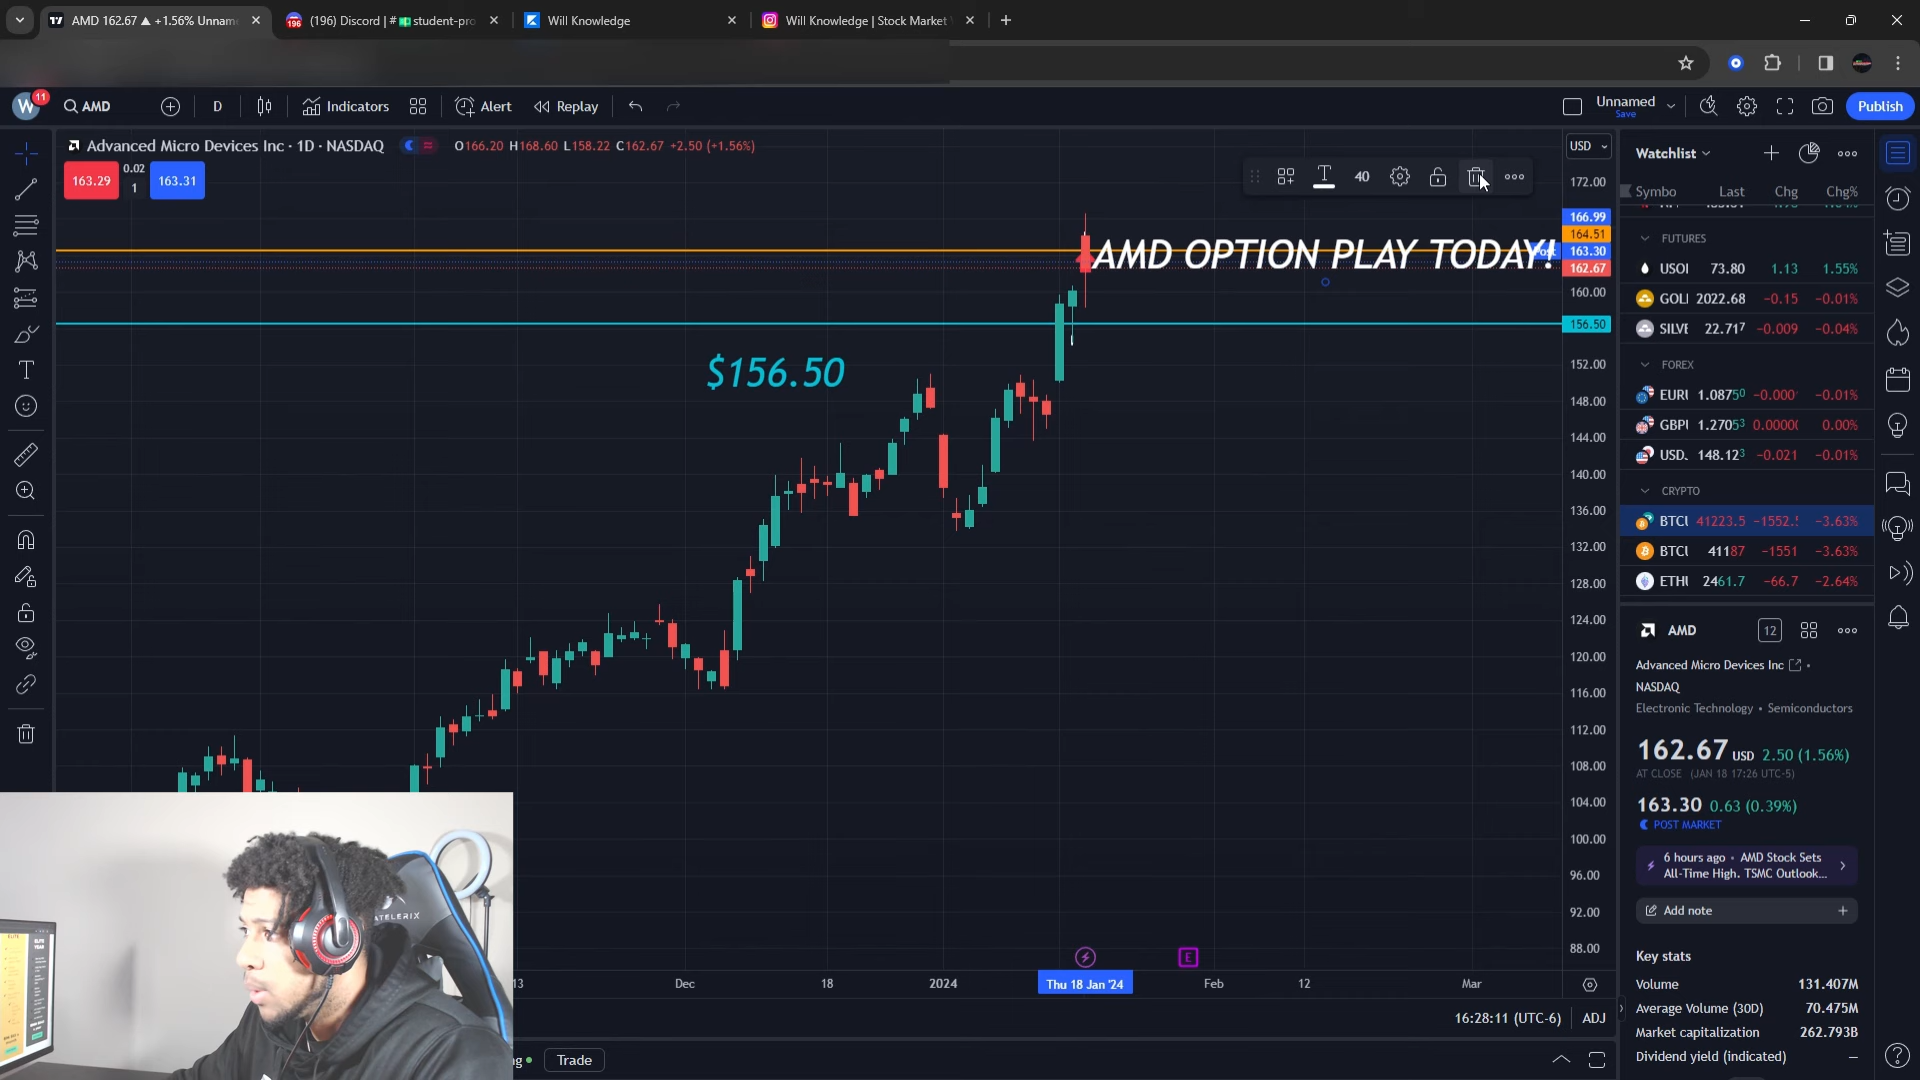 AMD 162.67 ▲ +1.56% Unnam
(196) Discord | # student-pro
Will Knowledge
Will Knowledge | Stock Market
W 11
AMD
D
Indicators
Alert
Replay
Unnamed
Save
Publish
Advanced Micro Devices Inc · 1D · NASDAQ
O166.20 H168.60 L158.22 C162.67 +2.50 (+1.56%)
163.29
0.02
1
163.31
40
AMD OPTION PLAY TODAY!
$156.50
USD
172.00
166.99
164.51
163.30
162.67
160.00
156.50
152.00
148.00
144.00
140.00
136.00
132.00
128.00
124.00
120.00
116.00
112.00
108.00
104.00
100.00
96.00
92.00
88.00
E
13
Dec
18
2024
Thu 18 Jan '24
Feb
12
Mar
16:28:11 (UTC-6)
ADJ
Trade
Watchlist
Symbo Last Chg Chg%
FUTURES
USOI 73.80 1.13 1.55%
GOLI 2022.68 -0.15 -0.01%
SILVE 22.717 -0.009 -0.04%
FOREX
EURI 1.08750 -0.000 -0.01%
GBPI 1.27053 0.0000 0.00%
USD. 148.123 -0.021 -0.01%
CRYPTO
BTCI 41223.5 -1552. -3.63%
BTCI 41187 -1551 -3.63%
ETHI 2461.7 -66.7 -2.64%
AMD
12
Advanced Micro Devices Inc
NASDAQ
Electronic Technology • Semiconductors
162.67 USD 2.50 (1.56%)
AT CLOSE (JAN 18 17:26 UTC-5)
163.30 0.63 (0.39%)
POST MARKET
6 hours ago • AMD Stock Sets
All-Time High. TSMC Outlook...
Add note
Key stats
Volume 131.407M
Average Volume (30D) 70.475M
Market capitalization 262.793B
Dividend yield (indicated) —